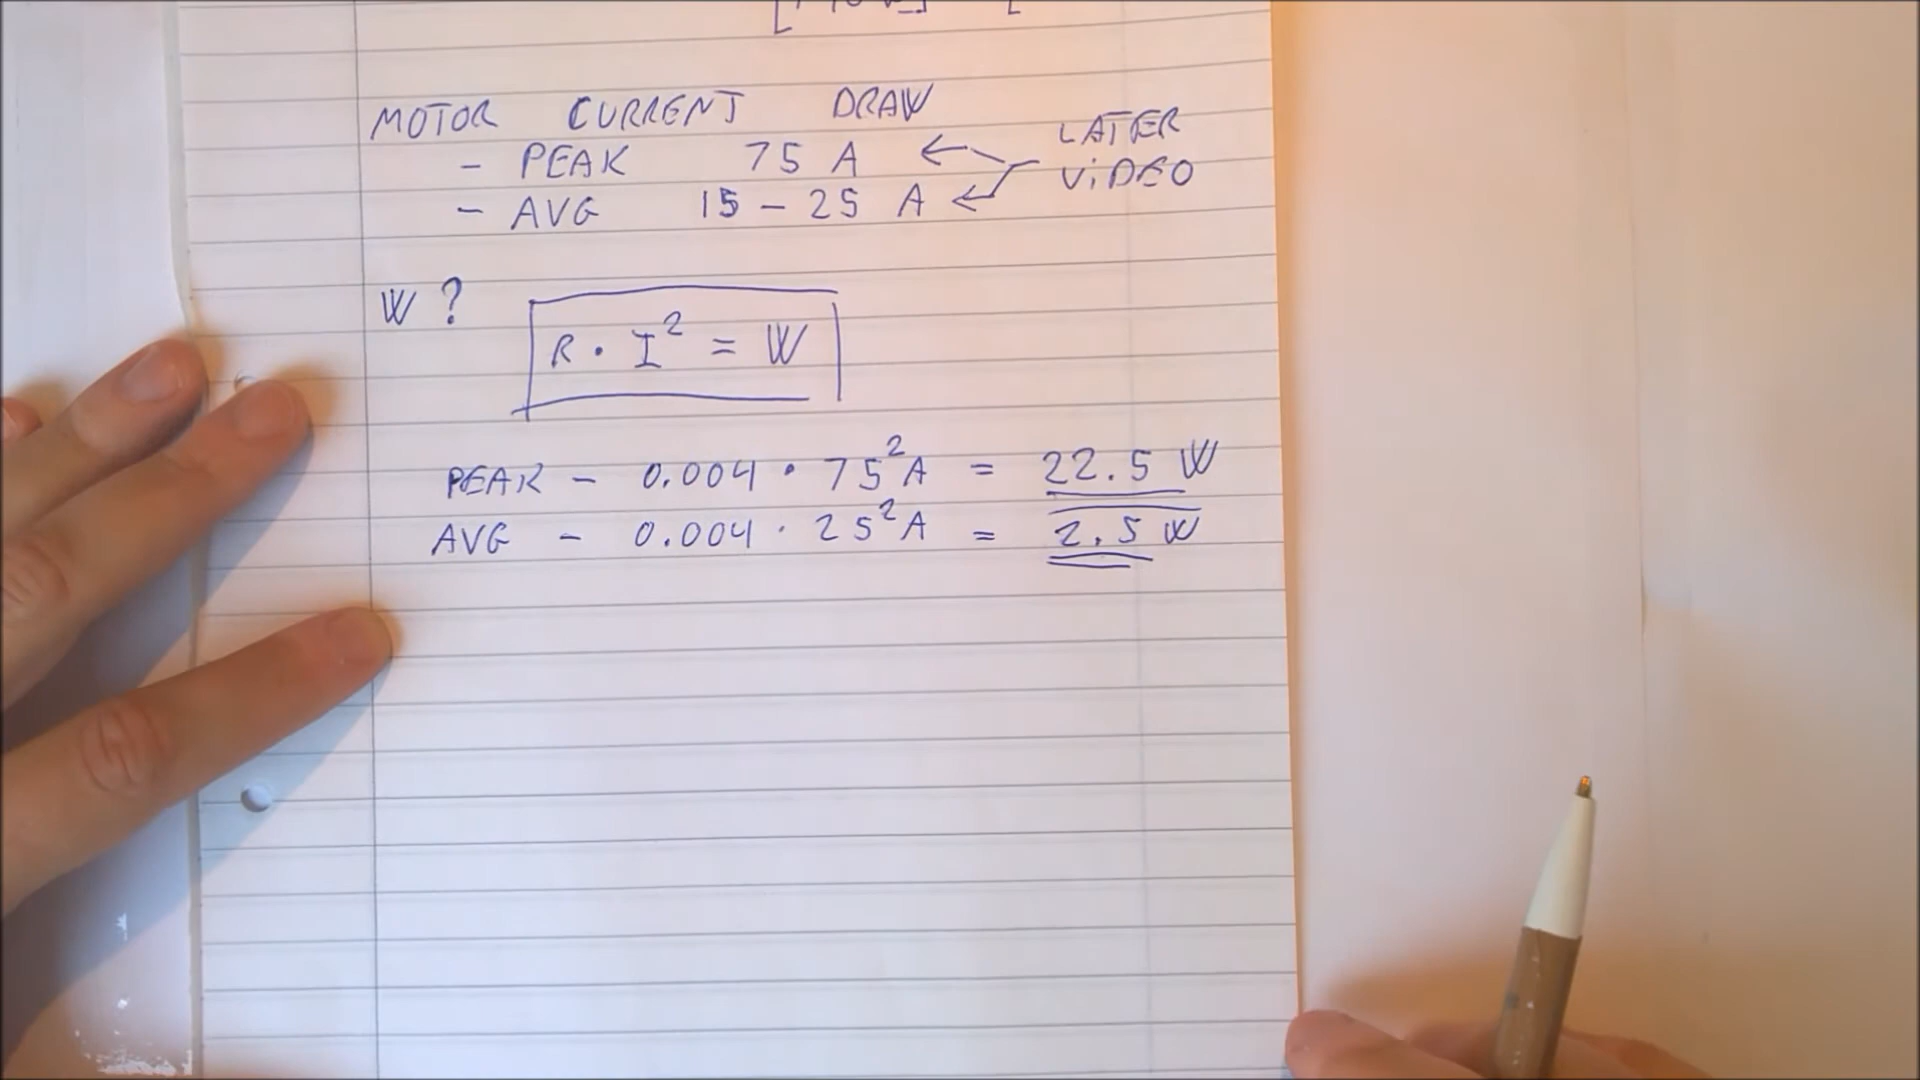 MOTOR CURRENT DRAW
- PEAK 75 A ← LATER
- AVG 15 - 25 A ← ViDEO
W ?
R · I² = W
PEAK - 0.004 · 75² A = 22.5 W
AVG - 0.004 · 25² A = 2.5 W